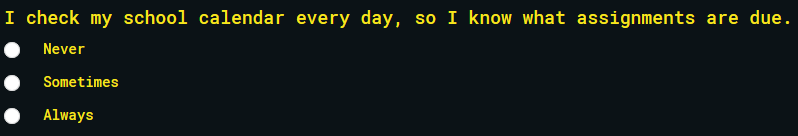 I check my school calendar every day, so I know what assignments are due.
Never
Sometimes
Always